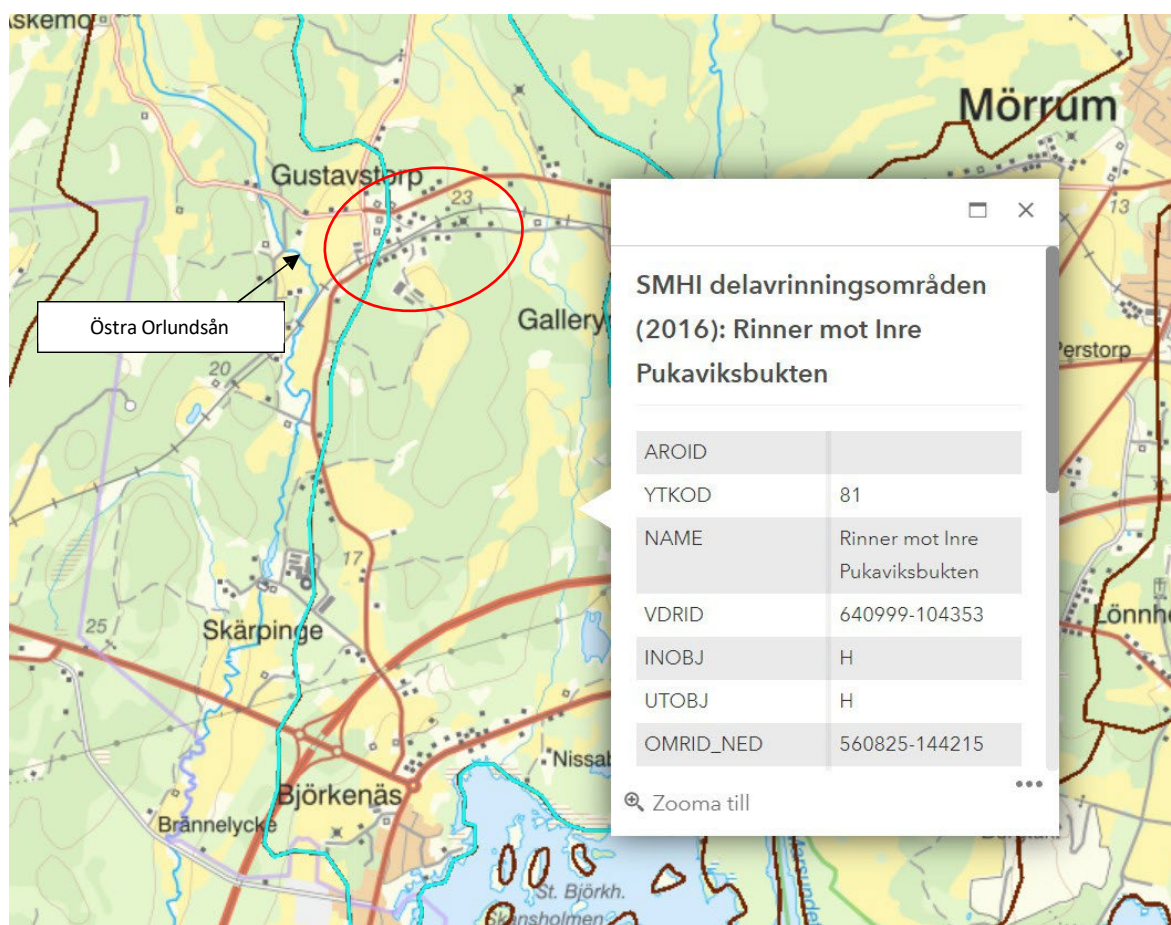 Mörrum
Gustavstorp
23
13
Östra Orlundsån
20
17
Skärpinge
25
Björkenäs
Brännelycke
St. Björkh.
Skansholmen
SMHI delavrinningsområden
(2016): Rinner mot Inre
Pukaviksbukten
AROID
YTKOD 81
NAME Rinner mot Inre
Pukaviksbukten
VDRID 640999-104353
INOBJ H
UTOBJ H
OMRID_NED 560825-144215
Zooma till